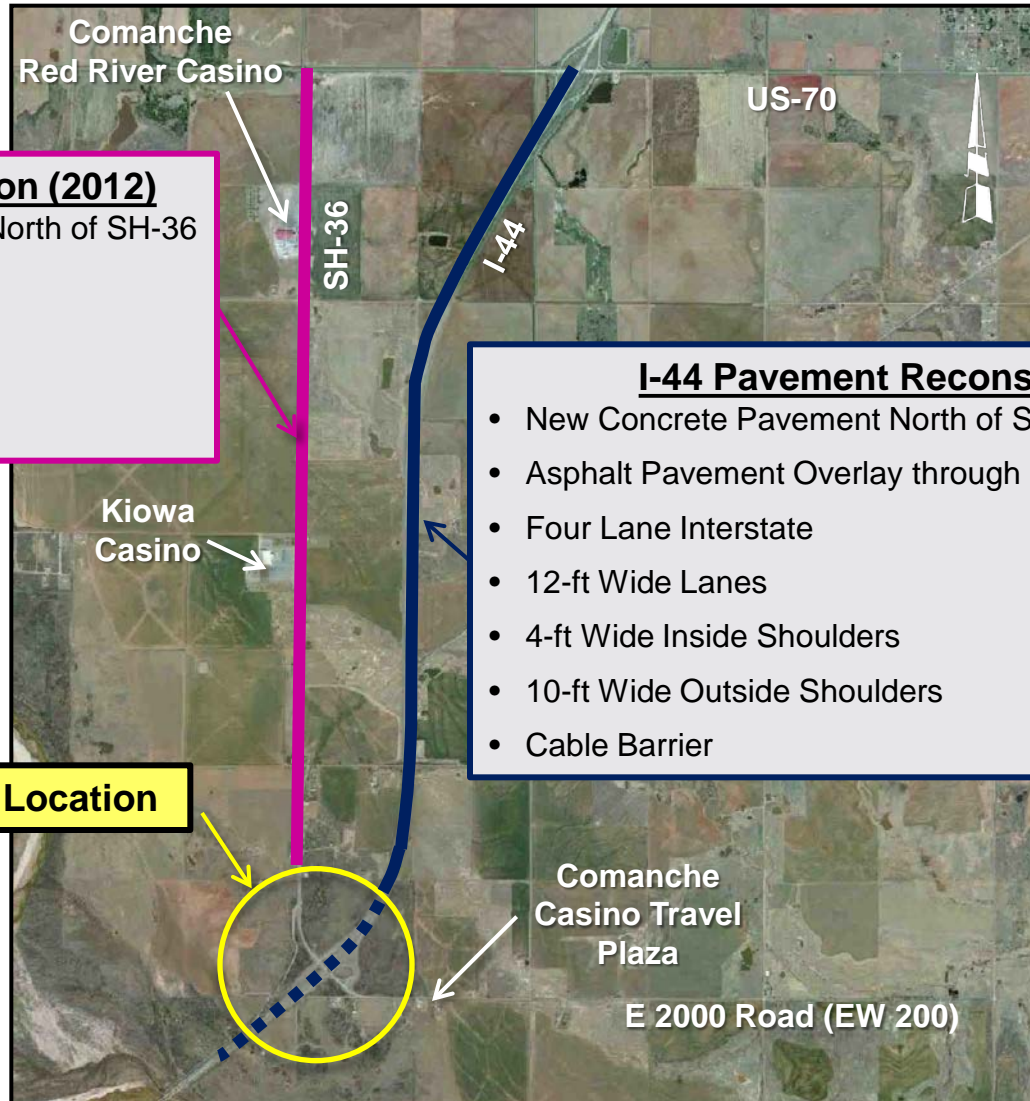 Comanche
Red River Casino
US-70
on (2012)
North of SH-36
SH-36
I-44
I-44 Pavement Recons
• New Concrete Pavement North of S
• Asphalt Pavement Overlay through
• Four Lane Interstate
• 12-ft Wide Lanes
• 4-ft Wide Inside Shoulders
• 10-ft Wide Outside Shoulders
• Cable Barrier
Kiowa
Casino
Location
Comanche
Casino Travel
Plaza
E 2000 Road (EW 200)